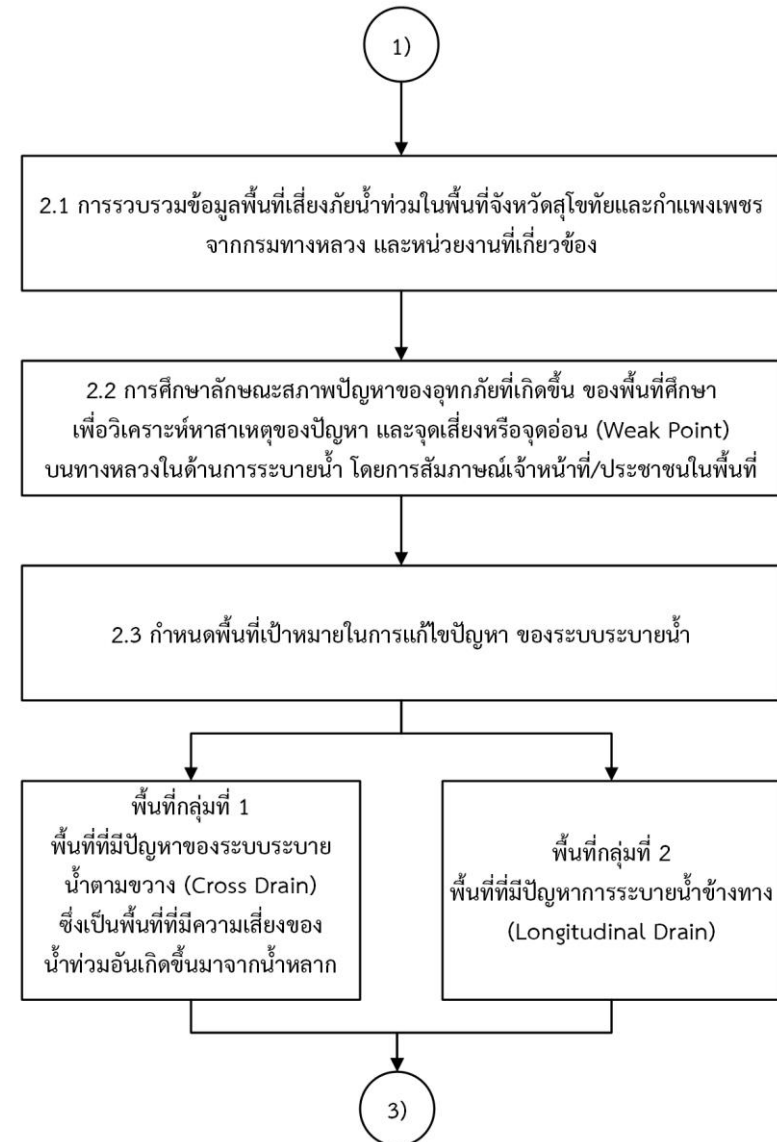 1)
2.1 การรวบรวมข้อมูลพื้นที่เสี่ยงภัยน้ำท่วมในพื้นที่จังหวัดสุโขทัยและกำแพงเพชร
จากกรมทางหลวง และหน่วยงานที่เกี่ยวข้อง
2.2 การศึกษาลักษณะสภาพปัญหาของอุทกภัยที่เกิดขึ้น ของพื้นที่ศึกษา
เพื่อวิเคราะห์หาสาเหตุของปัญหา และจุดเสี่ยงหรือจุดอ่อน (Weak Point)
บนทางหลวงในด้านการระบายน้ำ โดยการสัมภาษณ์เจ้าหน้าที่/ประชาชนในพื้นที่
2.3 กำหนดพื้นที่เป้าหมายในการแก้ไขปัญหา ของระบบระบายน้ำ
พื้นที่กลุ่มที่ 1
พื้นที่ที่มีปัญหาของระบบระบาย
น้ำตามขวาง (Cross Drain)
ซึ่งเป็นพื้นที่ที่มีความเสี่ยงของ
น้ำท่วมอันเกิดขึ้นมาจากน้ำหลาก
พื้นที่กลุ่มที่ 2
พื้นที่ที่มีปัญหาการระบายน้ำข้างทาง
(Longitudinal Drain)
3)